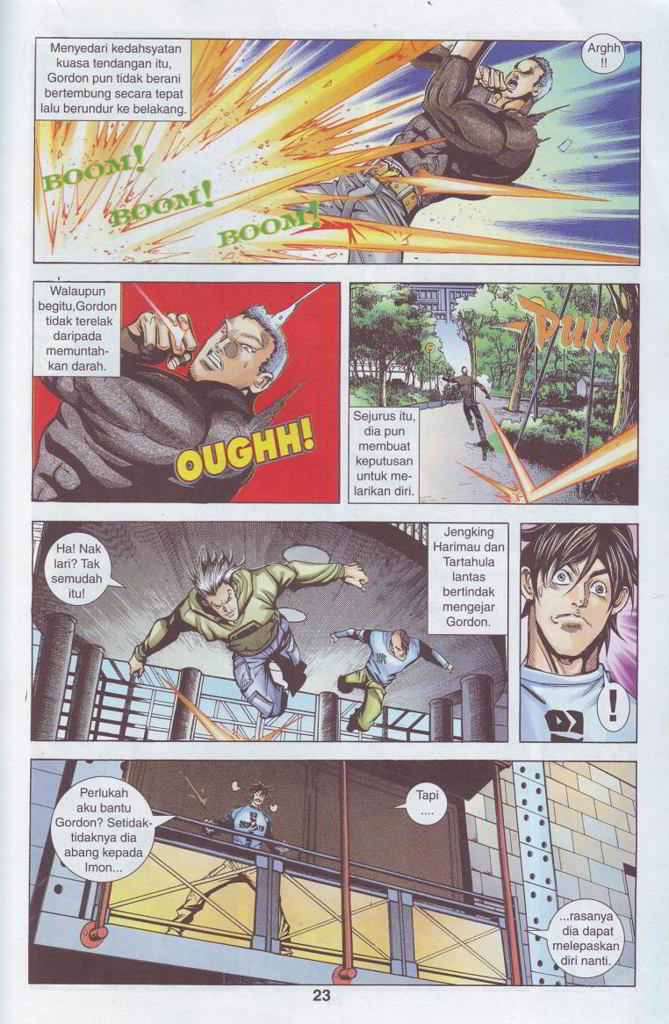 Menyedari kedahsyatan
kuasa tendangan itu,
Gordon pun tidak berani
bertembung secara tepat
lalu berundur ke belakang.
Arghh
!!
BOOM!
BOOM!
BOOM!
Walaupun
begitu,Gordon
tidak terelak
daripada
memuntah-
kan darah.
OUGHH!
PUKK
Sejurus itu,
dia pun
membuat
keputusan
untuk me-
larikan diri.
Ha! Nak
lari? Tak
semudah
itu!
Jengking
Harimau dan
Tartahula
lantas
bertindak
mengejar
Gordon.
!
Perlukah
aku bantu
Gordon? Setidak-
tidaknya dia
abang kepada
Imon...
Tapi
....
...rasanya
dia dapat
melepaskan
diri nanti.
23